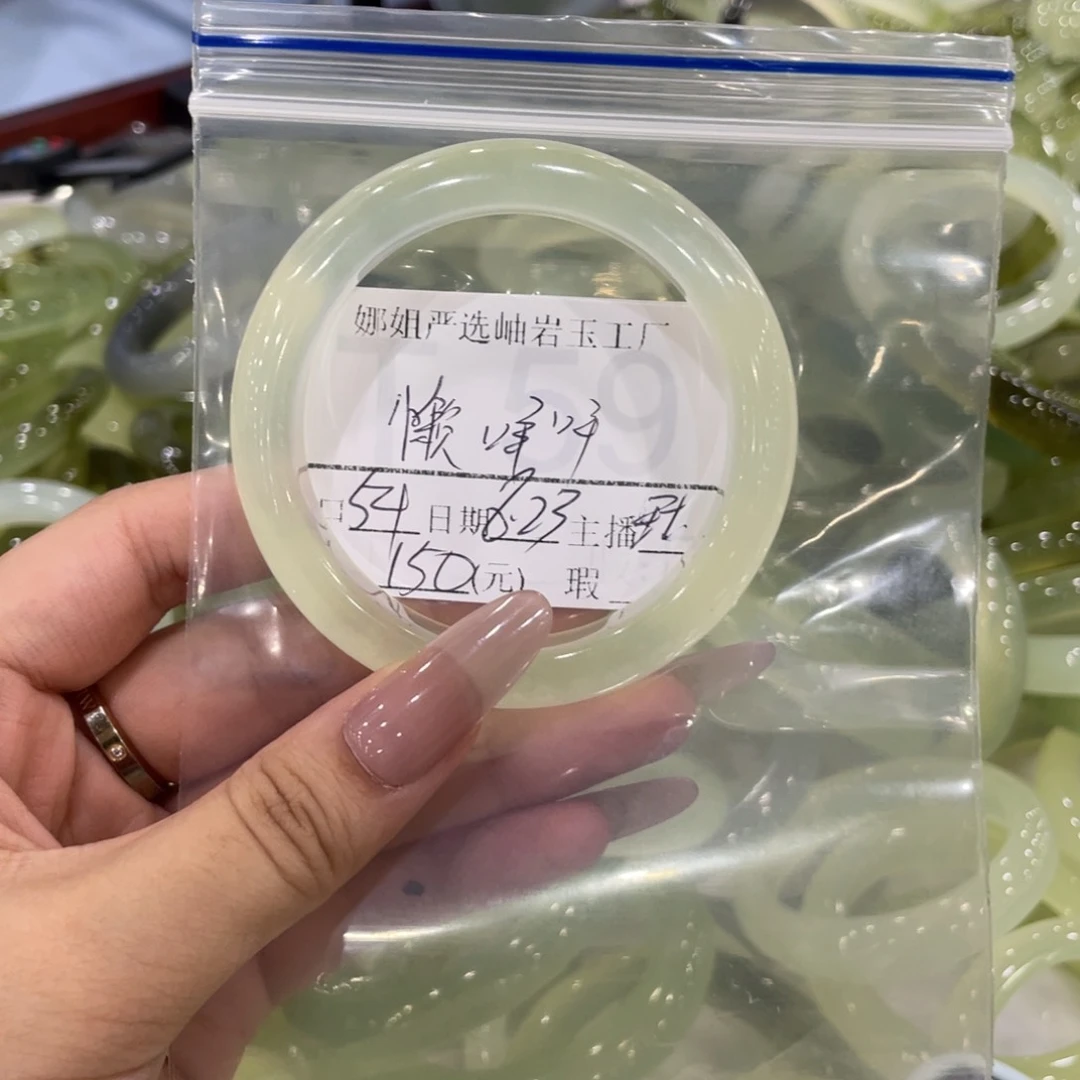 娜姐严选岫岩玉工厂
懒
口54 日期6.23 主播
150(元) 瑕